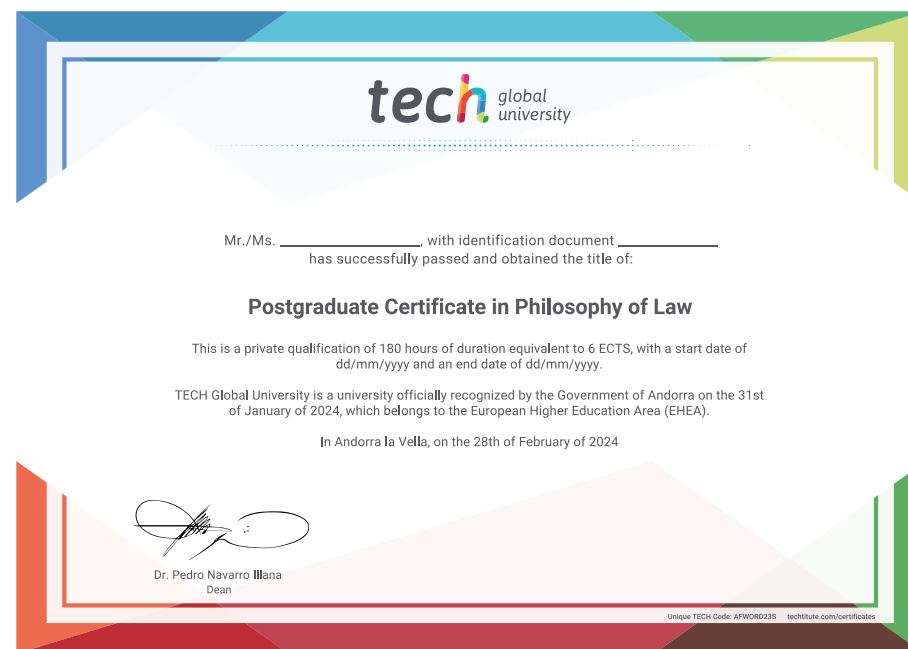 tech global university
Mr./Ms. ____________, with identification document ____________
has successfully passed and obtained the title of:
Postgraduate Certificate in Philosophy of Law
This is a private qualification of 180 hours of duration equivalent to 6 ECTS, with a start date of
dd/mm/yyyy and an end date of dd/mm/yyyy.
TECH Global University is a university officially recognized by the Government of Andorra on the 31st
of January of 2024, which belongs to the European Higher Education Area (EHEA).
In Andorra la Vella, on the 28th of February of 2024
Dr. Pedro Navarro Illana
Dean
Unique TECH Code: AFWORD23S techtitute.com/certificates